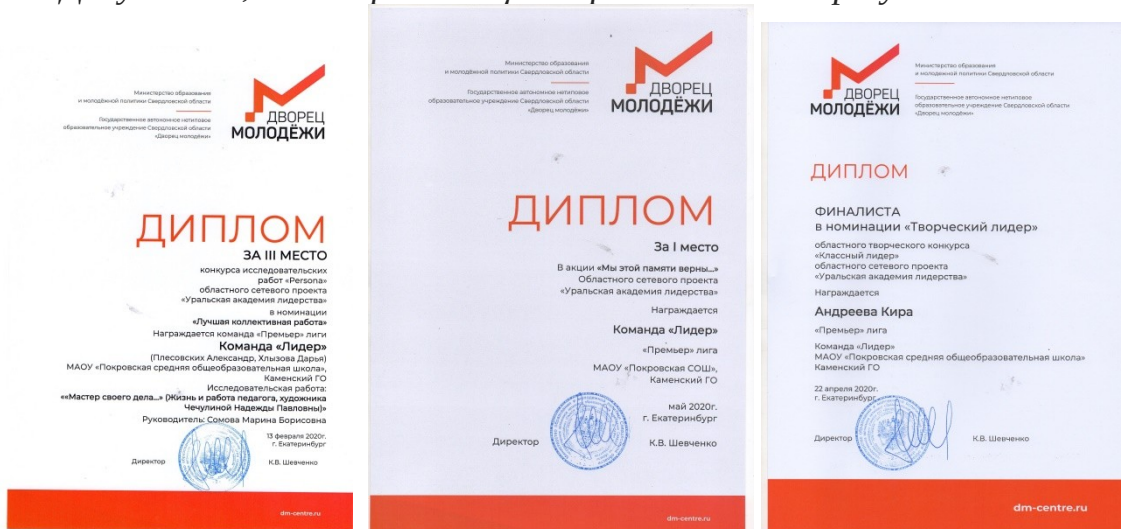 Министерство образования
и молодёжной политики Свердловской области
Государственное автономное нетиповое
образовательное учреждение Свердловской области
«Дворец молодёжи»
ДВОРЕЦ
МОЛОДЁЖИ
ДИПЛОМ
ЗА III МЕСТО
конкурса исследовательских
работ «Persona»
областного сетевого проекта
«Уральская академия лидерства»
в номинации
«Лучшая коллективная работа»
Награждается команда «Премьер» лиги
Команда «Лидер»
(Плесовских Александр, Хлызова Дарья)
МАОУ «Покровская средняя общеобразовательная школа»,
Каменский ГО
Исследовательская работа:
««Мастер своего дела...» (Жизнь и работа педагога, художника
Чечулиной Надежды Павловны)»
Руководитель: Сомова Марина Борисовна
13 февраля 2020г.
г. Екатеринбург
Директор К.В. Шевченко
dm-centre.ru
Министерство образования
и молодёжной политики Свердловской области
Государственное автономное нетиповое
образовательное учреждение Свердловской области
«Дворец молодёжи»
ДВОРЕЦ
МОЛОДЁЖИ
ДИПЛОМ
За I место
В акции «Мы этой памяти верны...»
Областного сетевого проекта
«Уральская академия лидерства»
Награждается
Команда «Лидер»
«Премьер» лига
МАОУ «Покровская СОШ»,
Каменский ГО
май 2020г.
г. Екатеринбург
Директор К.В. Шевченко
dm-centre.ru
ДВОРЕЦ
МОЛОДЁЖИ
Министерство образования
и молодежной политики Свердловской области
Государственное автономное нетиповое
образовательное учреждение Свердловской области
«Дворец молодёжи»
ДИПЛОМ
ФИНАЛИСТА
в номинации «Творческий лидер»
областного творческого конкурса
«Классный лидер»
областного сетевого проекта
«Уральская академия лидерства»
Награждается
Андреева Кира
«Премьер» лига
Команда «Лидер»
МАОУ «Покровская средняя общеобразовательная школа»
Каменский ГО
22 апреля 2020г.
г. Екатеринбург
Директор К.В. Шевченко
dm-centre.ru